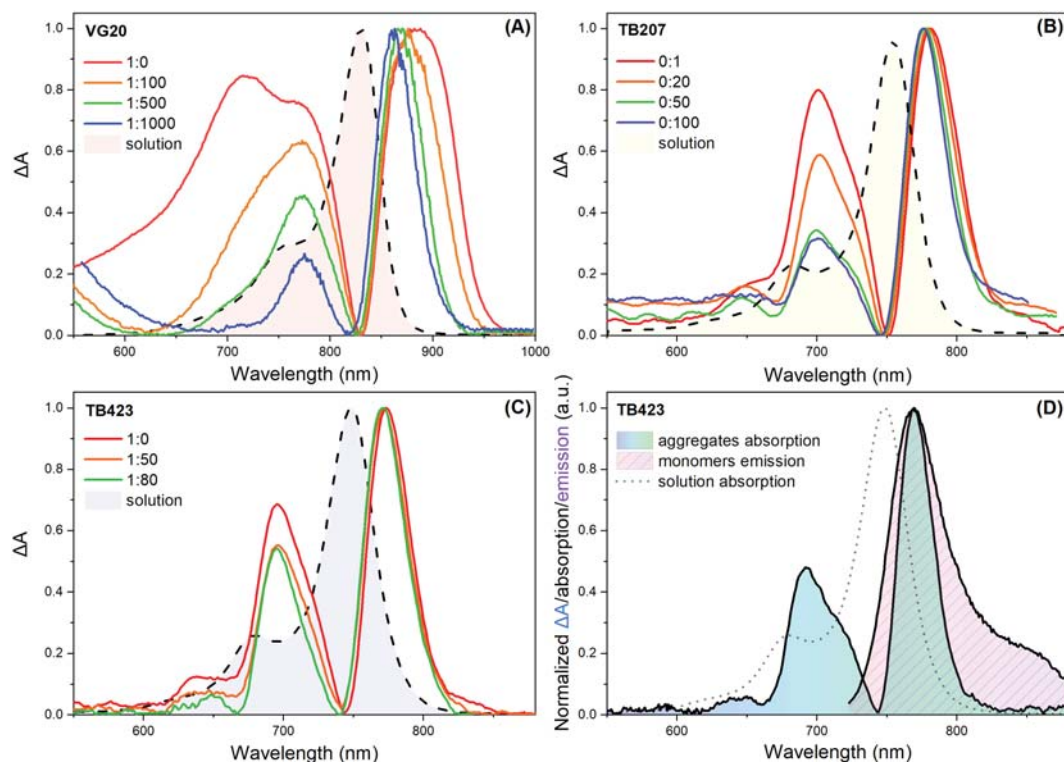 VG20
(A)
1:0
1:100
1:500
1:1000
solution
ΔA
1.0
0.8
0.6
0.4
0.2
0.0
600 700 800 900 1000
Wavelength (nm)
TB207
(B)
0:1
0:20
0:50
0:100
solution
ΔA
1.0
0.8
0.6
0.4
0.2
0.0
600 700 800
Wavelength (nm)
TB423
(C)
1:0
1:50
1:80
solution
ΔA
1.0
0.8
0.6
0.4
0.2
0.0
600 700 800
Wavelength (nm)
TB423
(D)
aggregates absorption
monomers emission
solution absorption
Normalized ΔA/absorption/emission (a.u.)
1.0
0.8
0.6
0.4
0.2
0.0
600 700 800
Wavelength (nm)